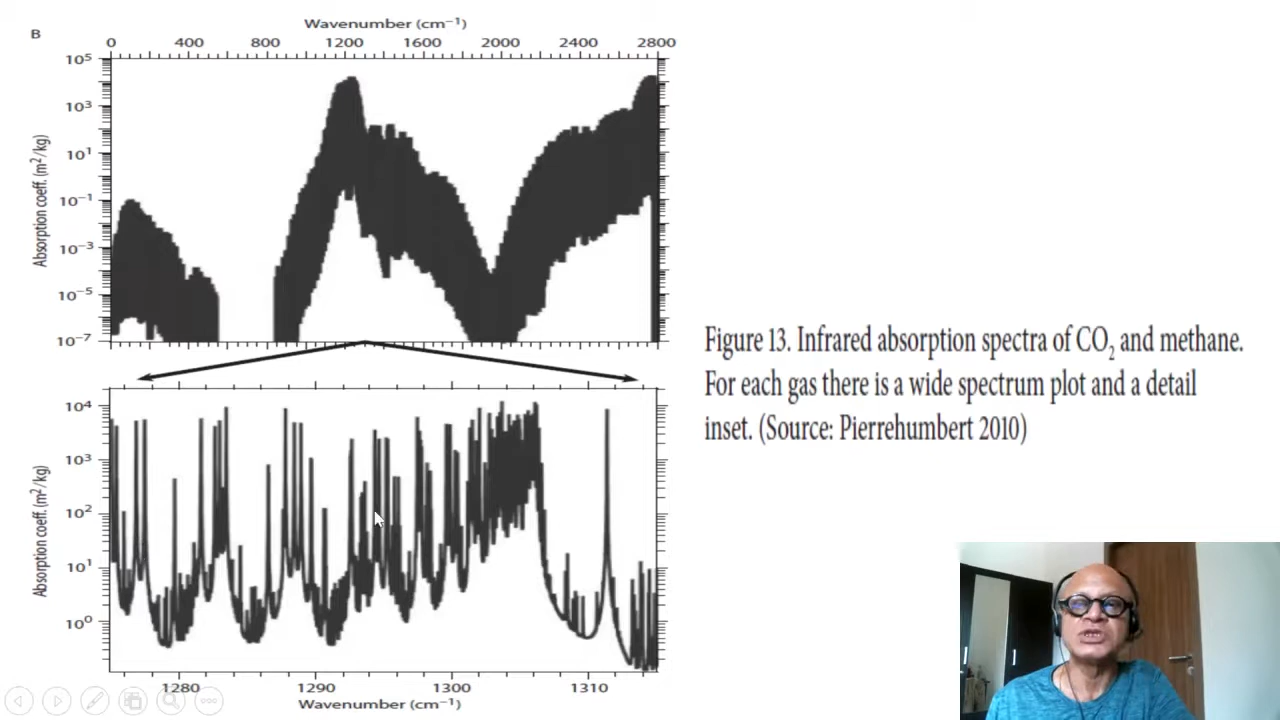 Wavenumber (cm⁻¹)
B
0 400 800 1200 1600 2000 2400 2800
10⁵
10³
10¹
10⁻¹
10⁻³
10⁻⁵
10⁻⁷
Absorption coeff. (m²/kg)
Figure 13. Infrared absorption spectra of CO₂ and methane.
For each gas there is a wide spectrum plot and a detail
inset. (Source: Pierrehumbert 2010)
10⁴
10³
10²
10¹
10⁰
Absorption coeff. (m²/kg)
1280 1290 1300 1310
Wavenumber (cm⁻¹)